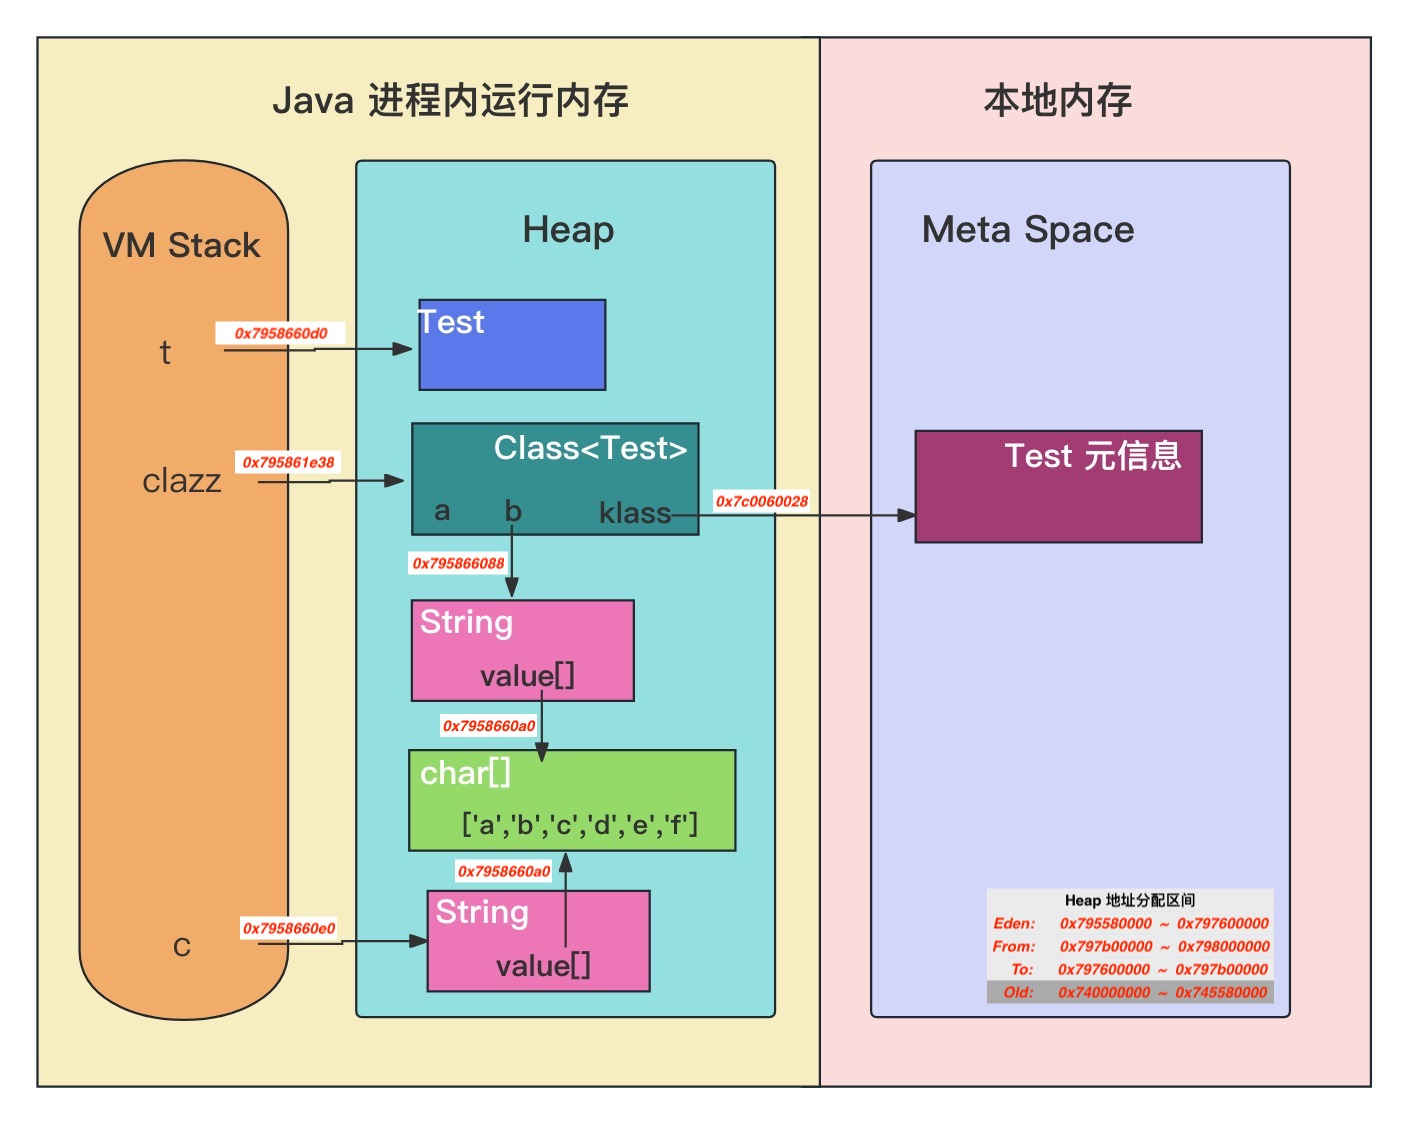 Java 进程内运行内存
本地内存
VM Stack
Heap
Meta Space
t
0x7958660d0
Test
clazz
0x795861e38
Class<Test>
a b klass
0x7c0060028
Test 元信息
0x795866088
String
value[]
0x7958660a0
char[]
['a','b','c','d','e','f']
0x7958660a0
c
0x7958660e0
String
value[]
Heap 地址分配区间
Eden: 0x795580000 ~ 0x797600000
From: 0x797b00000 ~ 0x798000000
To: 0x797600000 ~ 0x797b00000
Old: 0x740000000 ~ 0x745580000